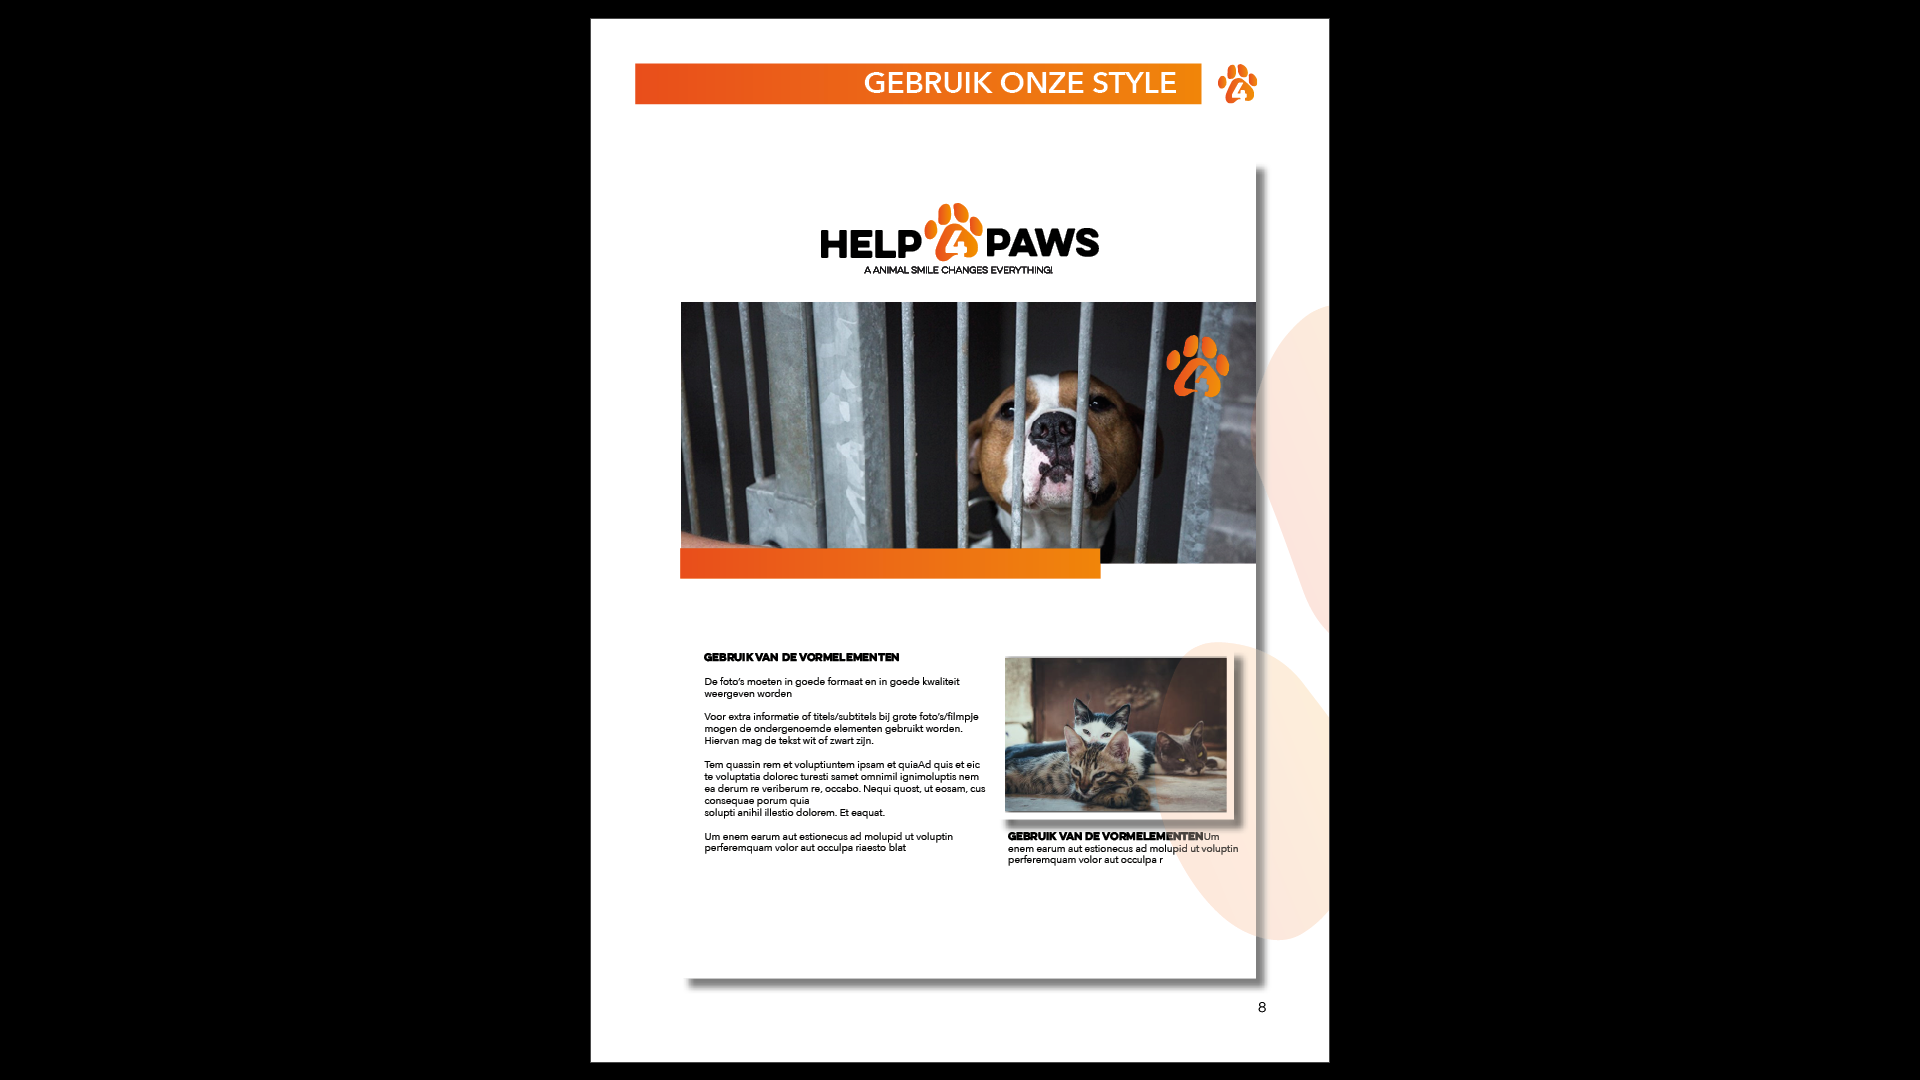 GEBRUIK ONZE STYLE
4
HELP 4 PAWS
A ANIMAL SMILE CHANGES EVERYTHING!
4
GEBRUIK VAN DE VORMELEMENTEN
De foto's moeten in goede formaat en in goede kwaliteit
weergeven worden
Voor extra informatie of titels/subtitels bij grote foto's/filmpje
mogen de ondergenoemde elementen gebruikt worden.
Hiervan mag de tekst wit of zwart zijn.
Tem quassin rem et voluptiuntem ipsam et quiaAd quis et eic
te voluptatia dolorec turesti samet omnimil ignimoluptis nem
ea derum re veriberum re, occabo. Nequi quost, ut eosam, cus
consequae porum quia
solupti anihil illestio dolorem. Et eaquat.
Um enem earum aut estionecus ad molupid ut voluptin
perferemquam volor aut occulpa riaesto blat
GEBRUIK VAN DE VORMELEMENTEN Um
enem earum aut estionecus ad molupid ut voluptin
perferemquam volor aut occulpa r
8